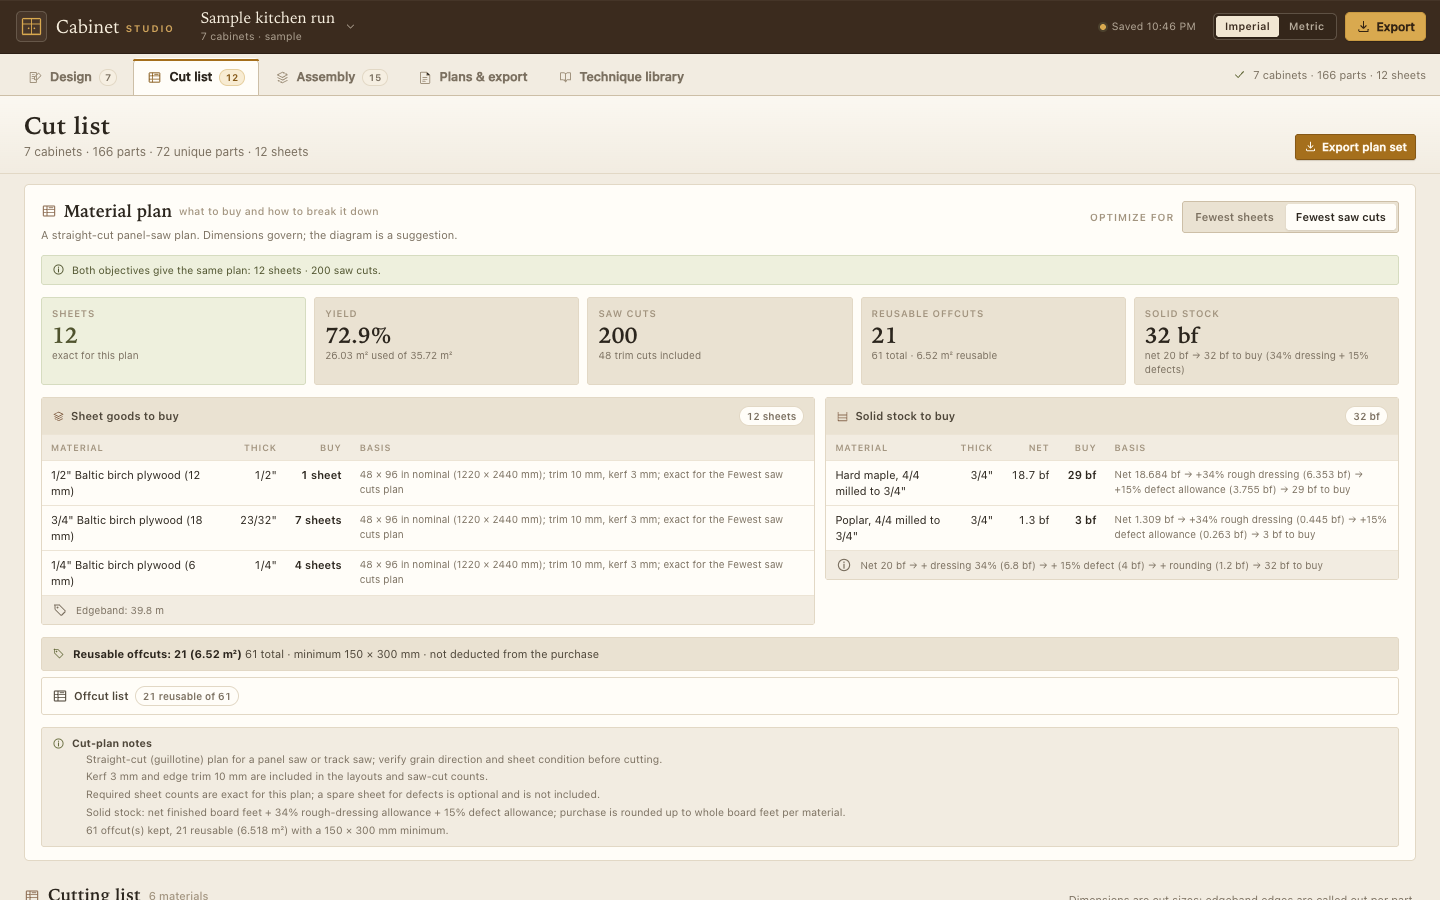 Cabinet STUDIO
Sample kitchen run
7 cabinets · sample
Saved 10:46 PM
Imperial
Metric
Export
Design 7
Cut list 12
Assembly 15
Plans & export
Technique library
7 cabinets · 166 parts · 12 sheets
Cut list
7 cabinets · 166 parts · 72 unique parts · 12 sheets
Export plan set
Material plan what to buy and how to break it down
A straight-cut panel-saw plan. Dimensions govern; the diagram is a suggestion.
OPTIMIZE FOR
Fewest sheets
Fewest saw cuts
Both objectives give the same plan: 12 sheets · 200 saw cuts.
SHEETS
12
exact for this plan
YIELD
72.9%
26.03 m² used of 35.72 m²
SAW CUTS
200
48 trim cuts included
REUSABLE OFFCUTS
21
61 total · 6.52 m² reusable
SOLID STOCK
32 bf
net 20 bf → 32 bf to buy (34% dressing + 15%
defects)
Sheet goods to buy
12 sheets
MATERIAL THICK BUY BASIS
1/2" Baltic birch plywood (12
mm)
1/2"
1 sheet
48 × 96 in nominal (1220 × 2440 mm); trim 10 mm, kerf 3 mm; exact for the Fewest saw
cuts plan
3/4" Baltic birch plywood (18
mm)
23/32"
7 sheets
48 × 96 in nominal (1220 × 2440 mm); trim 10 mm, kerf 3 mm; exact for the Fewest saw
cuts plan
1/4" Baltic birch plywood (6
mm)
1/4"
4 sheets
48 × 96 in nominal (1220 × 2440 mm); trim 10 mm, kerf 3 mm; exact for the Fewest saw
cuts plan
Edgeband: 39.8 m
Solid stock to buy
32 bf
MATERIAL THICK NET BUY BASIS
Hard maple, 4/4
milled to 3/4"
3/4"
18.7 bf
29 bf
Net 18.684 bf → +34% rough dressing (6.353 bf) →
+15% defect allowance (3.755 bf) → 29 bf to buy
Poplar, 4/4 milled to
3/4"
3/4"
1.3 bf
3 bf
Net 1.309 bf → +34% rough dressing (0.445 bf) → +15%
defect allowance (0.263 bf) → 3 bf to buy
Net 20 bf → + dressing 34% (6.8 bf) → + 15% defect (4 bf) → + rounding (1.2 bf) → 32 bf to buy
Reusable offcuts: 21 (6.52 m²) 61 total · minimum 150 × 300 mm · not deducted from the purchase
Offcut list 21 reusable of 61
Cut-plan notes
Straight-cut (guillotine) plan for a panel saw or track saw; verify grain direction and sheet condition before cutting.
Kerf 3 mm and edge trim 10 mm are included in the layouts and saw-cut counts.
Required sheet counts are exact for this plan; a spare sheet for defects is optional and is not included.
Solid stock: net finished board feet + 34% rough-dressing allowance + 15% defect allowance; purchase is rounded up to whole board feet per material.
61 offcut(s) kept, 21 reusable (6.518 m²) with a 150 × 300 mm minimum.
Cutting list 6 materials
Dimensions are cut sizes; edgeband edges are called out per part.